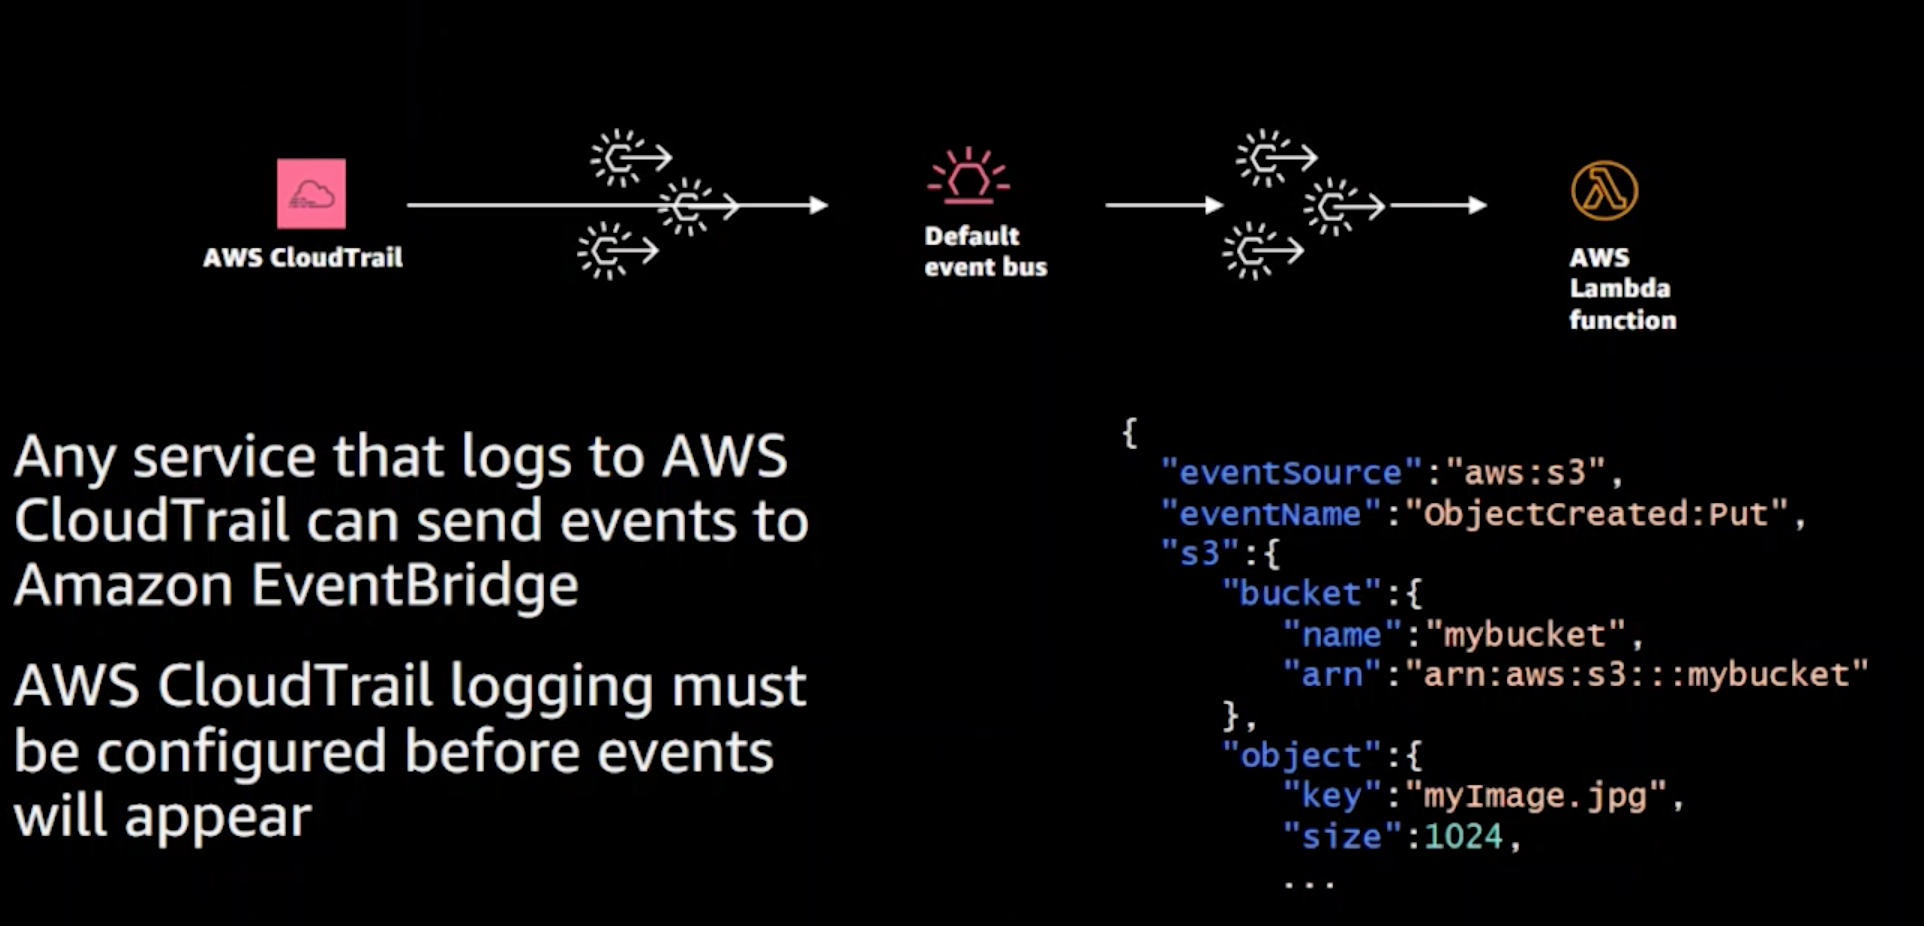 AWS CloudTrail
Default
event bus
AWS
Lambda
function
Any service that logs to AWS
CloudTrail can send events to
Amazon EventBridge
AWS CloudTrail logging must
be configured before events
will appear
{
"eventSource":"aws:s3",
"eventName":"ObjectCreated:Put",
"s3":{
"bucket":{
"name":"mybucket",
"arn":"arn:aws:s3:::mybucket"
},
"object":{
"key":"myImage.jpg",
"size":1024,
...